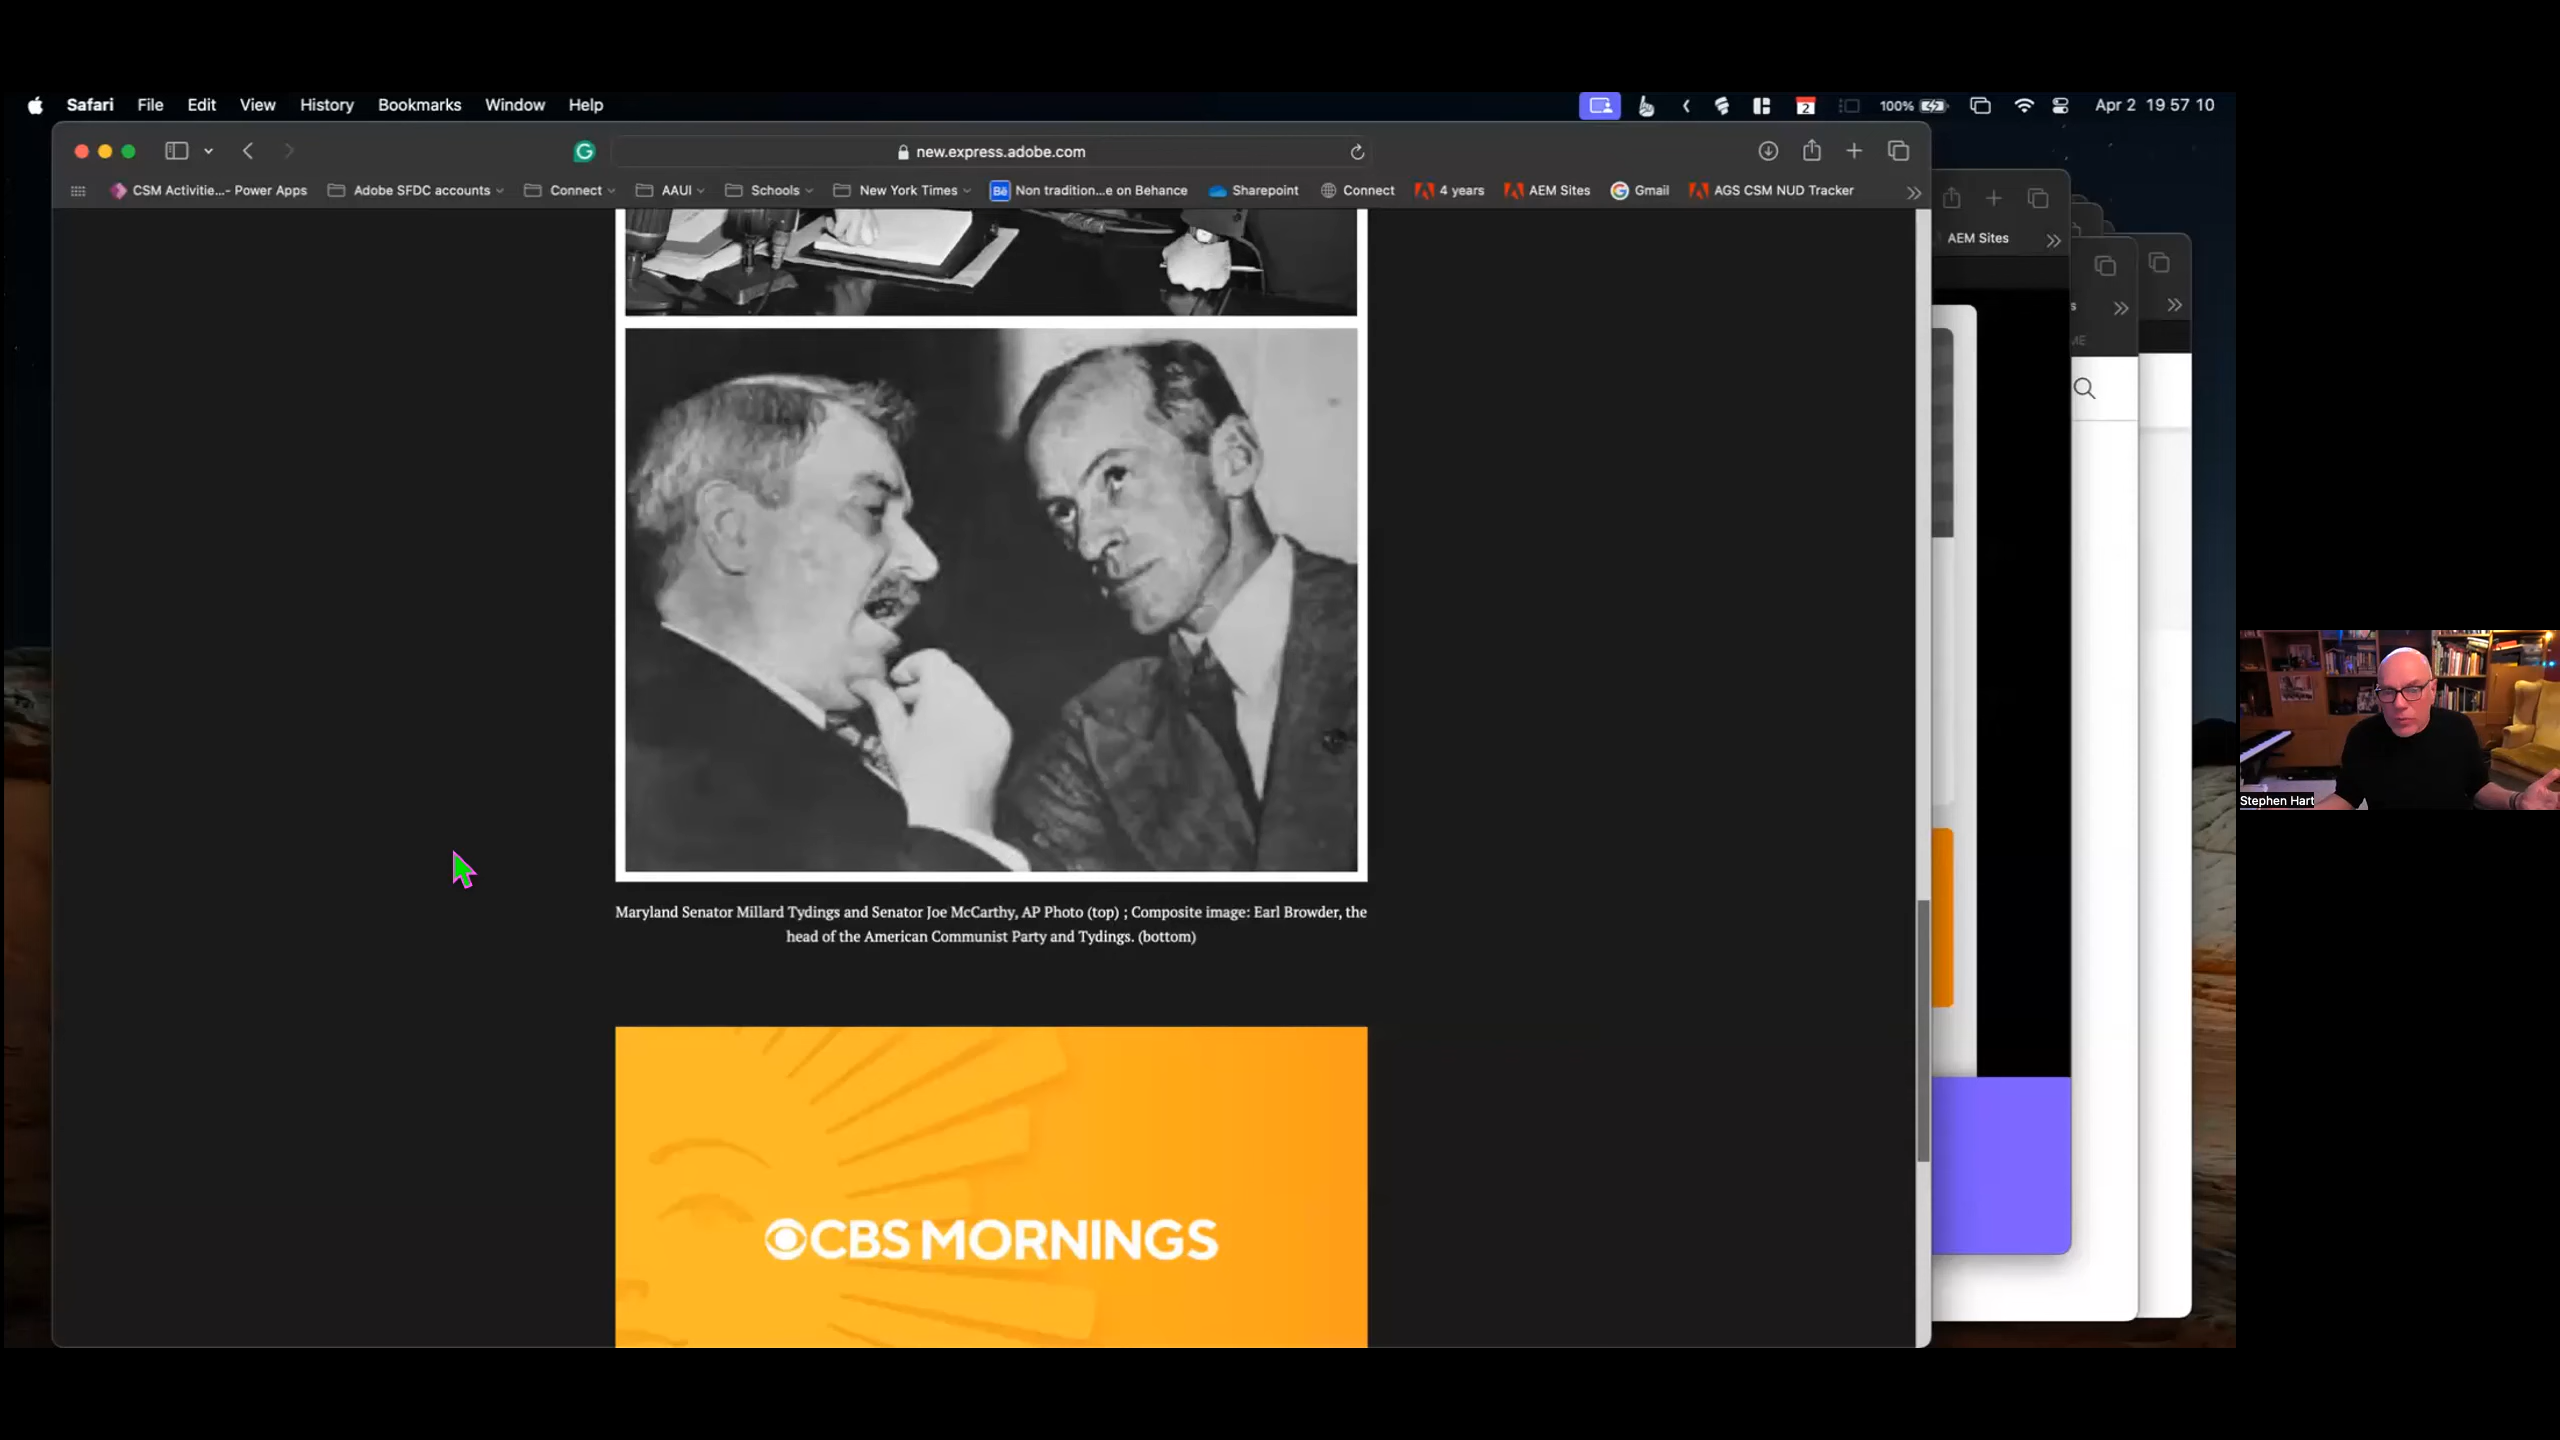 Safari File Edit View History Bookmarks Window Help
2
100%
Apr 2 19 57 10
new.express.adobe.com
CSM Activitie...- Power Apps
Adobe SFDC accounts
Connect
AAUI
Schools
New York Times
Bē
Non tradition...e on Behance
Sharepoint
Connect
4 years
AEM Sites
Gmail
AGS CSM NUD Tracker
AEM Sites
s
ME
Maryland Senator Millard Tydings and Senator Joe McCarthy, AP Photo (top) ; Composite image: Earl Browder, the
head of the American Communist Party and Tydings. (bottom)
CBS MORNINGS
Stephen Hart